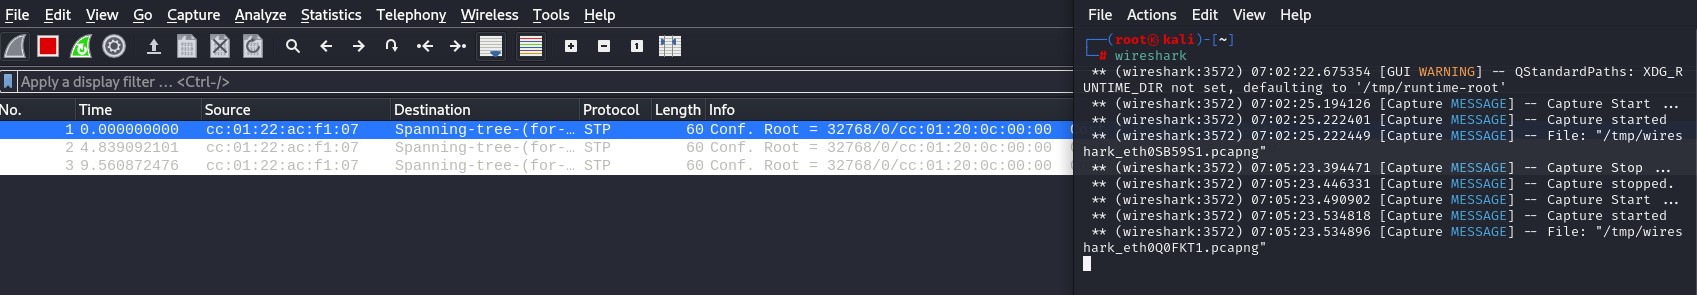 File Edit View Go Capture Analyze Statistics Telephony Wireless Tools Help
Apply a display filter ... <Ctrl-/>
No. Time Source Destination Protocol Length Info
1 0.000000000 cc:01:22:ac:f1:07 Spanning-tree-(for-… STP 60 Conf. Root = 32768/0/cc:01:20:0c:00:00
2 4.839092101 cc:01:22:ac:f1:07 Spanning-tree-(for-… STP 60 Conf. Root = 32768/0/cc:01:20:0c:00:00
3 9.560872476 cc:01:22:ac:f1:07 Spanning-tree-(for-… STP 60 Conf. Root = 32768/0/cc:01:20:0c:00:00
File Actions Edit View Help
┌──(root㉿kali)-[~]
└─# wireshark
** (wireshark:3572) 07:02:22.675354 [GUI WARNING] -- QStandardPaths: XDG_R
UNTIME_DIR not set, defaulting to '/tmp/runtime-root'
** (wireshark:3572) 07:02:25.194126 [Capture MESSAGE] -- Capture Start ...
** (wireshark:3572) 07:02:25.222401 [Capture MESSAGE] -- Capture started
** (wireshark:3572) 07:02:25.222449 [Capture MESSAGE] -- File: "/tmp/wires
hark_eth0SB59S1.pcapng"
** (wireshark:3572) 07:05:23.394471 [Capture MESSAGE] -- Capture Stop ...
** (wireshark:3572) 07:05:23.446331 [Capture MESSAGE] -- Capture stopped.
** (wireshark:3572) 07:05:23.490902 [Capture MESSAGE] -- Capture Start ...
** (wireshark:3572) 07:05:23.534818 [Capture MESSAGE] -- Capture started
** (wireshark:3572) 07:05:23.534896 [Capture MESSAGE] -- File: "/tmp/wires
hark_eth0Q0FKT1.pcapng"